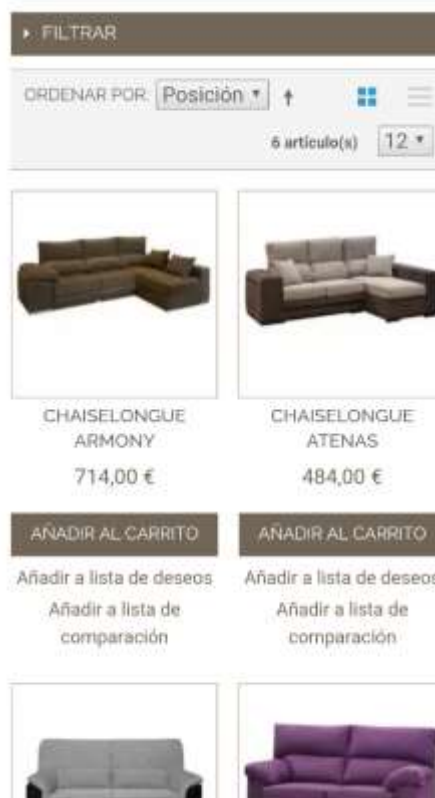 FILTRAR
ORDENAR POR Posición
6 artículo(s) 12
CHAISELONGUE
ARMONY
714,00 €
AÑADIR AL CARRITO
Añadir a lista de deseos
Añadir a lista de
comparación
CHAISELONGUE
ATENAS
484,00 €
AÑADIR AL CARRITO
Añadir a lista de deseos
Añadir a lista de
comparación